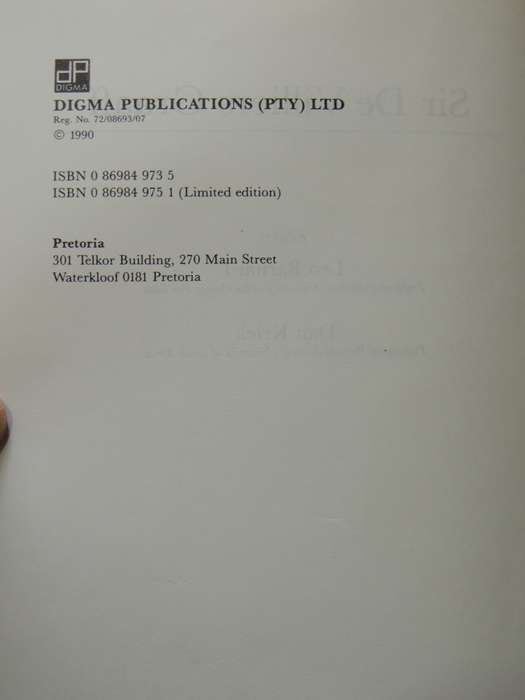 dP
DIGMA
DIGMA PUBLICATIONS (PTY) LTD
Reg. No. 72/08693/07
© 1990
ISBN 0 86984 973 5
ISBN 0 86984 975 1 (Limited edition)
Pretoria
301 Telkor Building, 270 Main Street
Waterkloof 0181 Pretoria